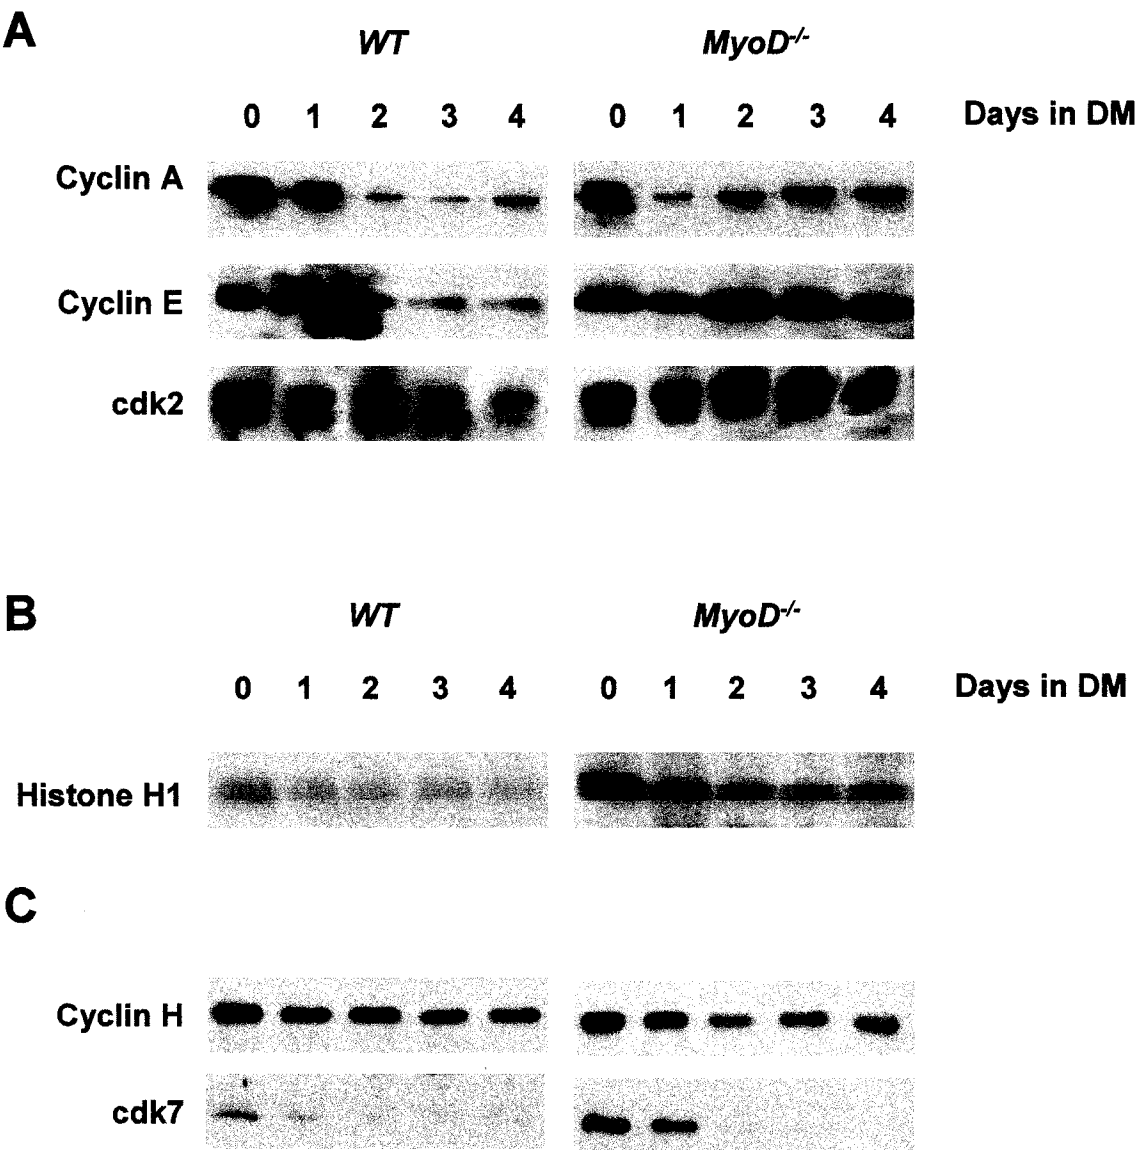 A
WT MyoD-/-
0 1 2 3 4 0 1 2 3 4 Days in DM
Cyclin A
Cyclin E
cdk2
B
WT MyoD-/-
0 1 2 3 4 0 1 2 3 4 Days in DM
Histone H1
C
Cyclin H
cdk7